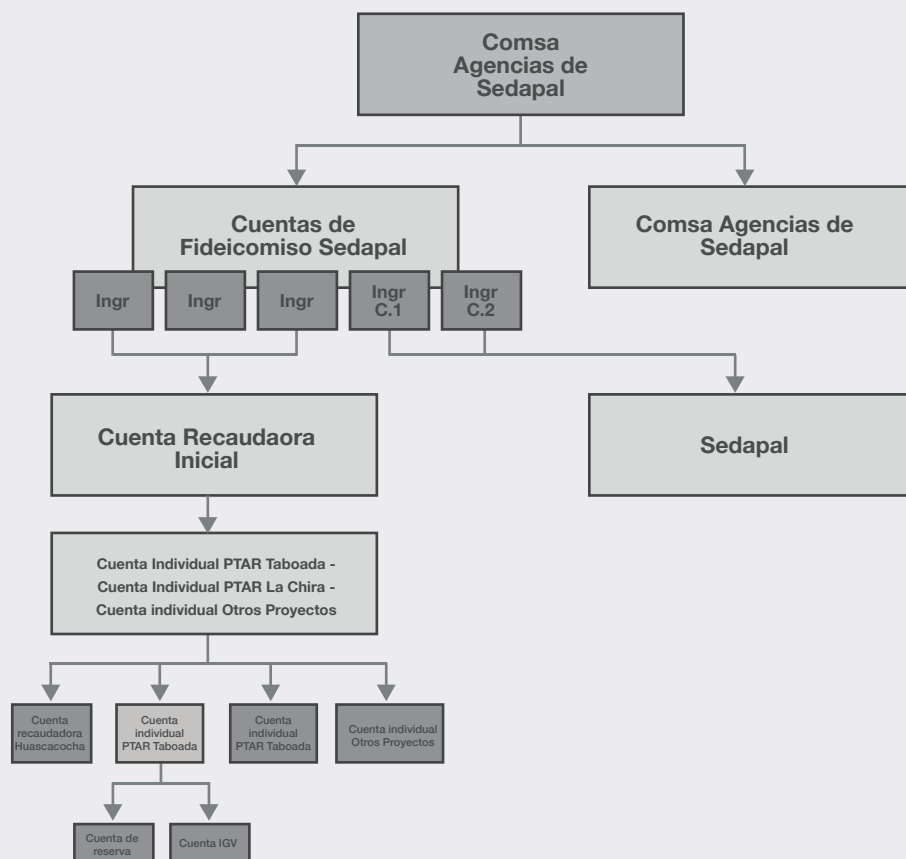 Comsa
Agencias de
Sedapal
Cuentas de
Fideicomiso Sedapal
Comsa Agencias de
Sedapal
Ingr
Ingr
Ingr
Ingr
C.1
Ingr
C.2
Cuenta Recaudaora
Inicial
Sedapal
Cuenta Individual PTAR Taboada -
Cuenta Individual PTAR La Chira -
Cuenta individual Otros Proyectos
Cuenta
recaudadora
Huascacocha
Cuenta
individual
PTAR Taboada
Cuenta
individual
PTAR Taboada
Cuenta individual
Otros Proyectos
Cuenta de
reserva
Cuenta IGV